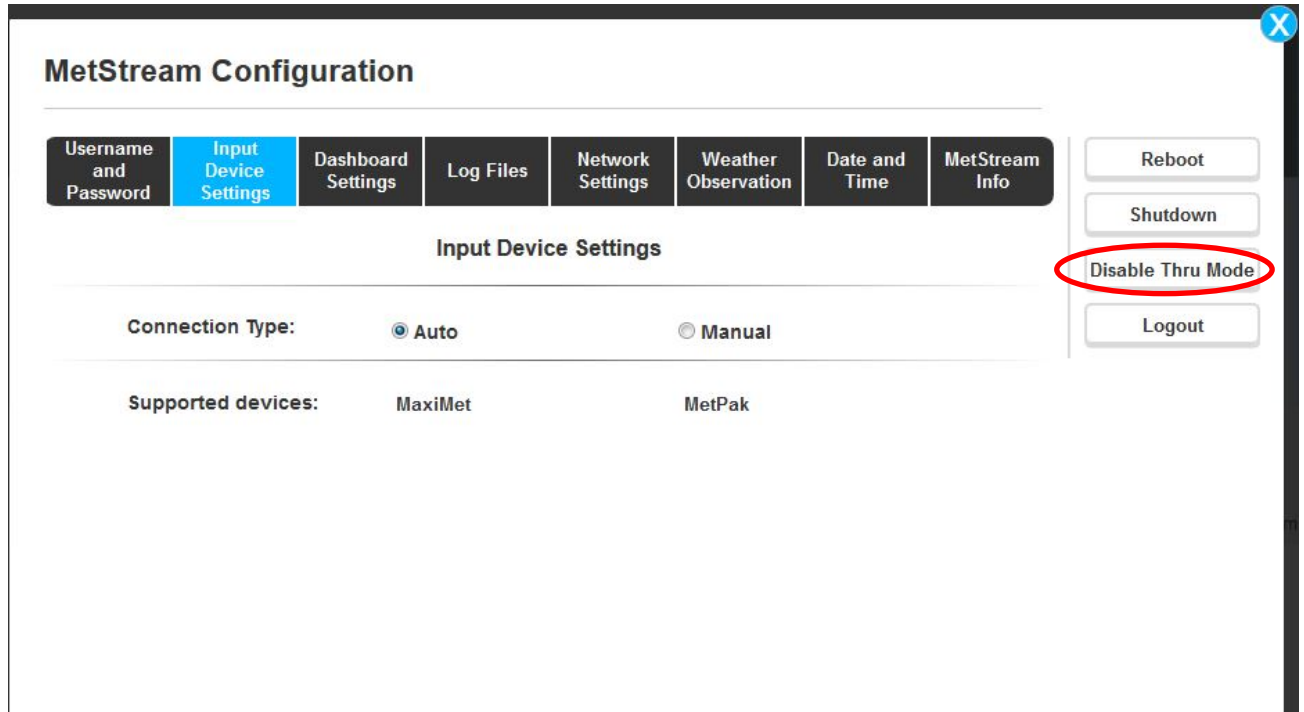 X
MetStream Configuration
Username
and
Password
Input
Device
Settings
Dashboard
Settings
Log Files
Network
Settings
Weather
Observation
Date and
Time
MetStream
Info
Reboot
Shutdown
Disable Thru Mode
Logout
Input Device Settings
Connection Type:
Auto
Manual
Supported devices:
MaxiMet
MetPak